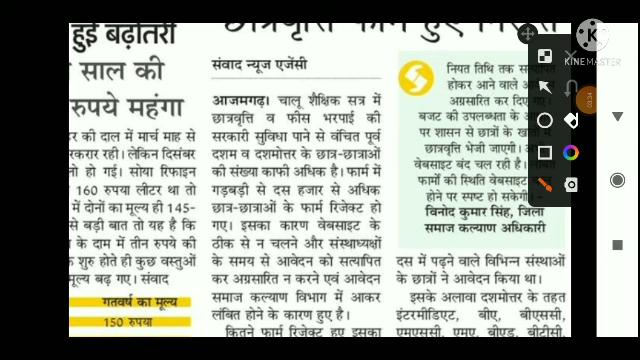 हुई बढ़ोतरी
साल की
रुपये महंगा
की दाल में मार्च माह से
रही। लेकिन दिसंबर
हो गई। सोया रिफाइन
160 रुपया लीटर था तो
में दोनों का मूल्य ही 145-
से बड़ी बात तो यह है कि
के दाम में तीन रुपये की
शुरू होते ही कुछ वस्तुओं
मूल्य बढ़ गए। संवाद
गतवर्ष का मूल्य
150 रुपया
संवाद न्यूज एजेंसी
आजमगढ़। चालू शैक्षिक सत्र में
छात्रवृत्ति व फीस भरपाई की
सरकारी सुविधा पाने से वंचित पूर्व
दशम व दशमोत्तर के छात्र-छात्राओं
की संख्या काफी अधिक है। फार्म में
गड़बड़ी से दस हजार से अधिक
छात्र-छात्राओं के फार्म रिजेक्ट हो
गए। इसका कारण वेबसाइट के
ठीक से न चलने और संस्थाध्यक्षों
के समय से आवेदन को सत्यापित
कर अग्रसारित न करने एवं आवेदन
समाज कल्याण विभाग में आकर
लंबित होने के कारण हुए है।
कितने फार्म रिजेक्ट हुए इसका
नियत तिथि तक
होकर आने वाले
अग्रसारित कर दिए
बजट की उपलब्धता के
पर शासन से छात्रों के
छात्रवृत्ति भेजी जाएगी।
वेबसाइट बंद चल रही है।
फार्मों की स्थिति वेबसाइट
होने पर स्पष्ट हो सकेगी
विनोद कुमार सिंह, जिला
समाज कल्याण अधिकारी
दस में पढ़ने वाले विभिन्न संस्थाओं
के छात्रों ने आवेदन किया था।
इसके अलावा दशमोत्तर के तहत
इंटरमीडिएट, बीए, बीएससी,
एमएससी, एमए, बीएड, बीटीसी,
KINEMASTER
03:34